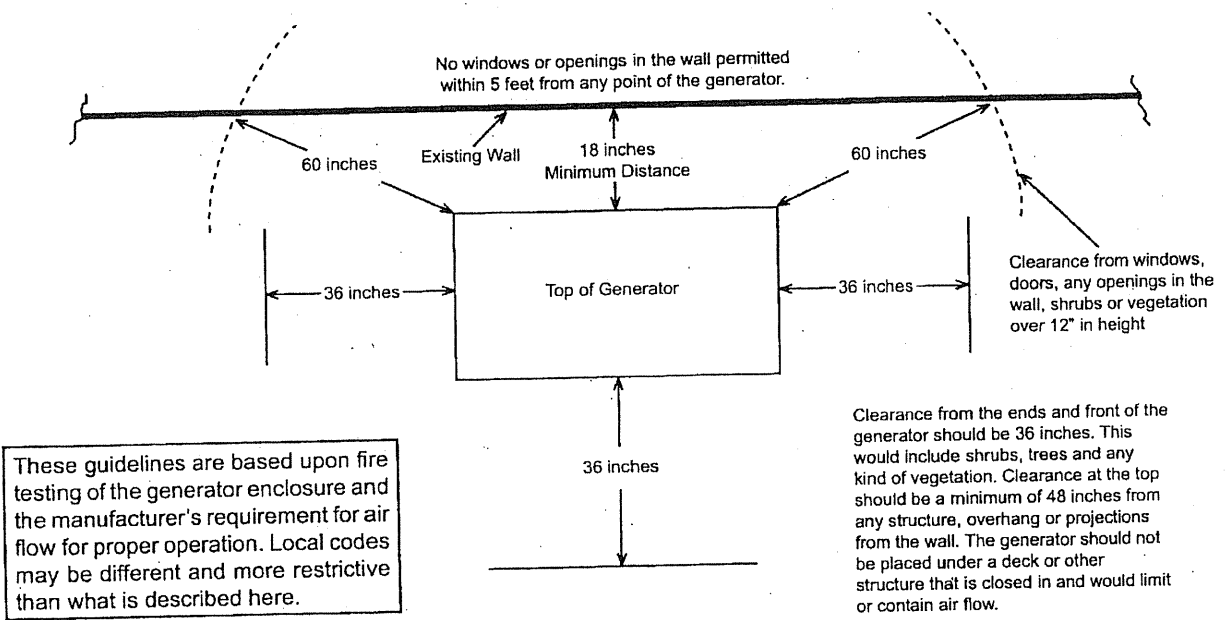 No windows or openings in the wall permitted
within 5 feet from any point of the generator.
60 inches
Existing Wall
18 inches
Minimum Distance
60 inches
36 inches
Top of Generator
36 inches
Clearance from windows,
doors, any openings in the
wall, shrubs or vegetation
over 12" in height
36 inches
These guidelines are based upon fire
testing of the generator enclosure and
the manufacturer's requirement for air
flow for proper operation. Local codes
may be different and more restrictive
than what is described here.
Clearance from the ends and front of the
generator should be 36 inches. This
would include shrubs, trees and any
kind of vegetation. Clearance at the top
should be a minimum of 48 inches from
any structure, overhang or projections
from the wall. The generator should not
be placed under a deck or other
structure that is closed in and would limit
or contain air flow.